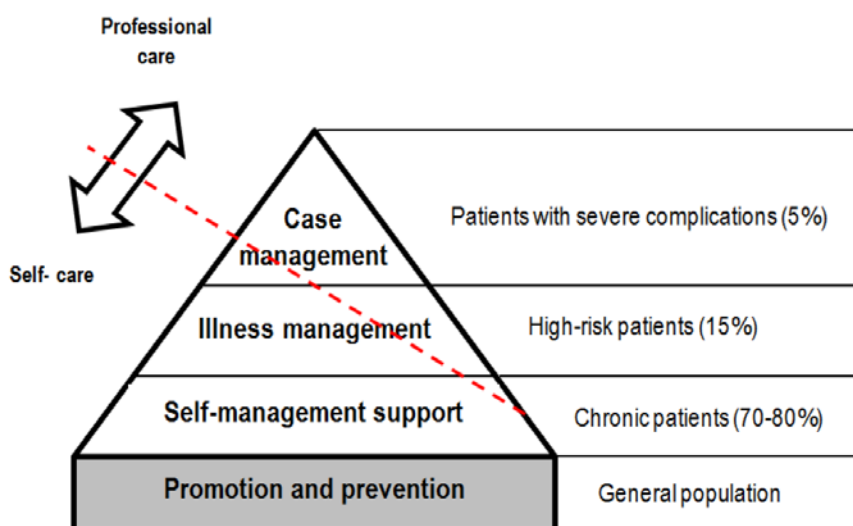 Professional
care
Self- care
Case
management
Patients with severe complications (5%)
Illness management
High-risk patients (15%)
Self-management support
Chronic patients (70-80%)
Promotion and prevention
General population